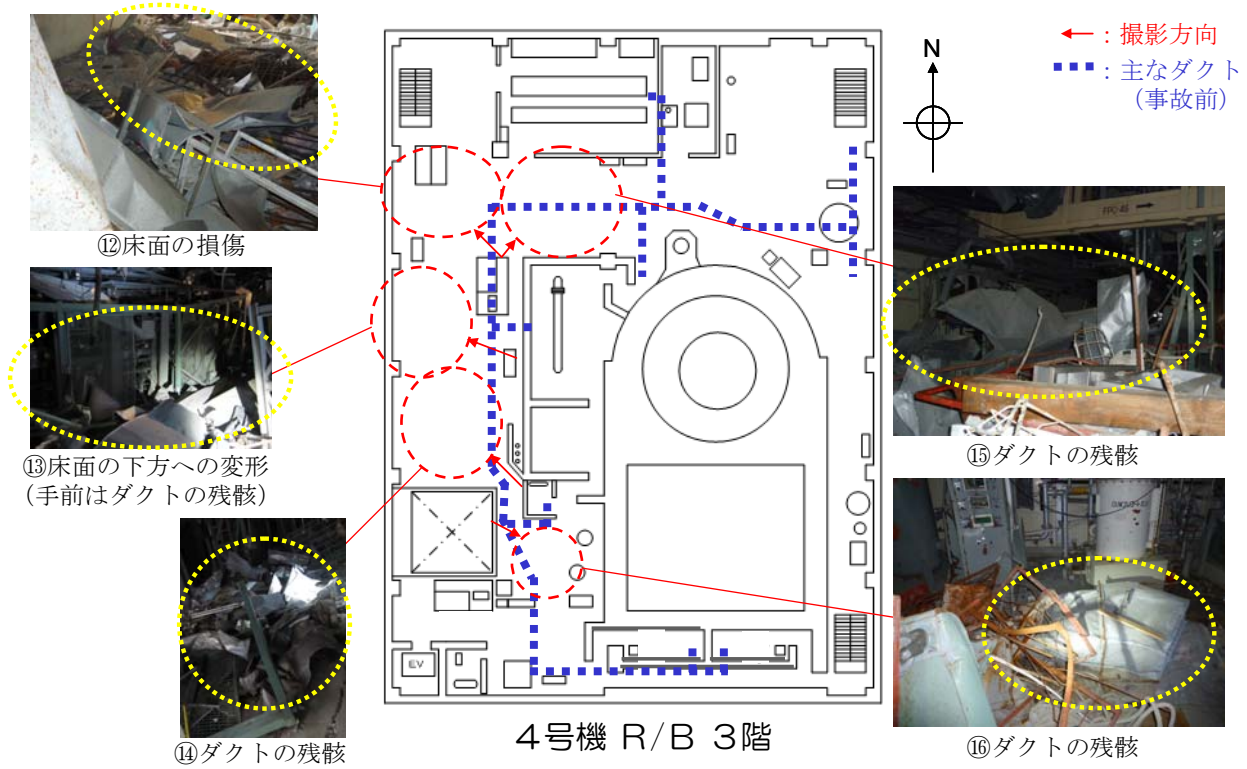 ←：撮影方向
：主なダクト
（事故前）
N
⑫床面の損傷
⑬床面の下方への変形
（手前はダクトの残骸）
⑭ダクトの残骸
EV
４号機 R/B 3階
⑮ダクトの残骸
⑯ダクトの残骸